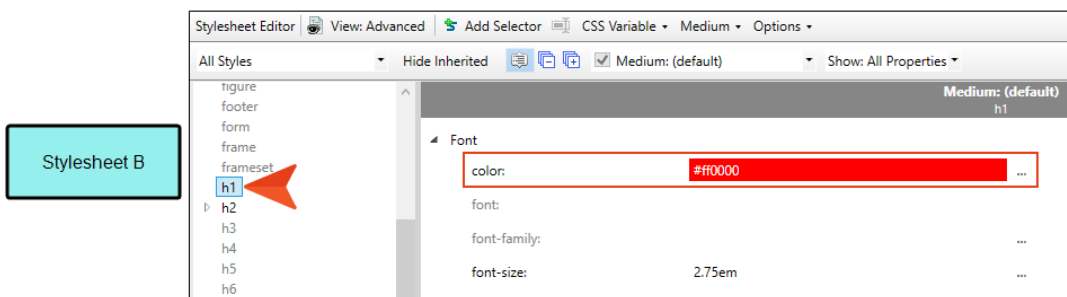 Stylesheet Editor View: Advanced Add Selector CSS Variable Medium Options
All Styles Hide Inherited Medium: (default) Show: All Properties
figure
footer
form
frame
frameset
h1
h2
h3
h4
h5
h6
Stylesheet B
Medium: (default)
h1
Font
color: #ff0000 ...
font:
font-family: ...
font-size: 2.75em ...